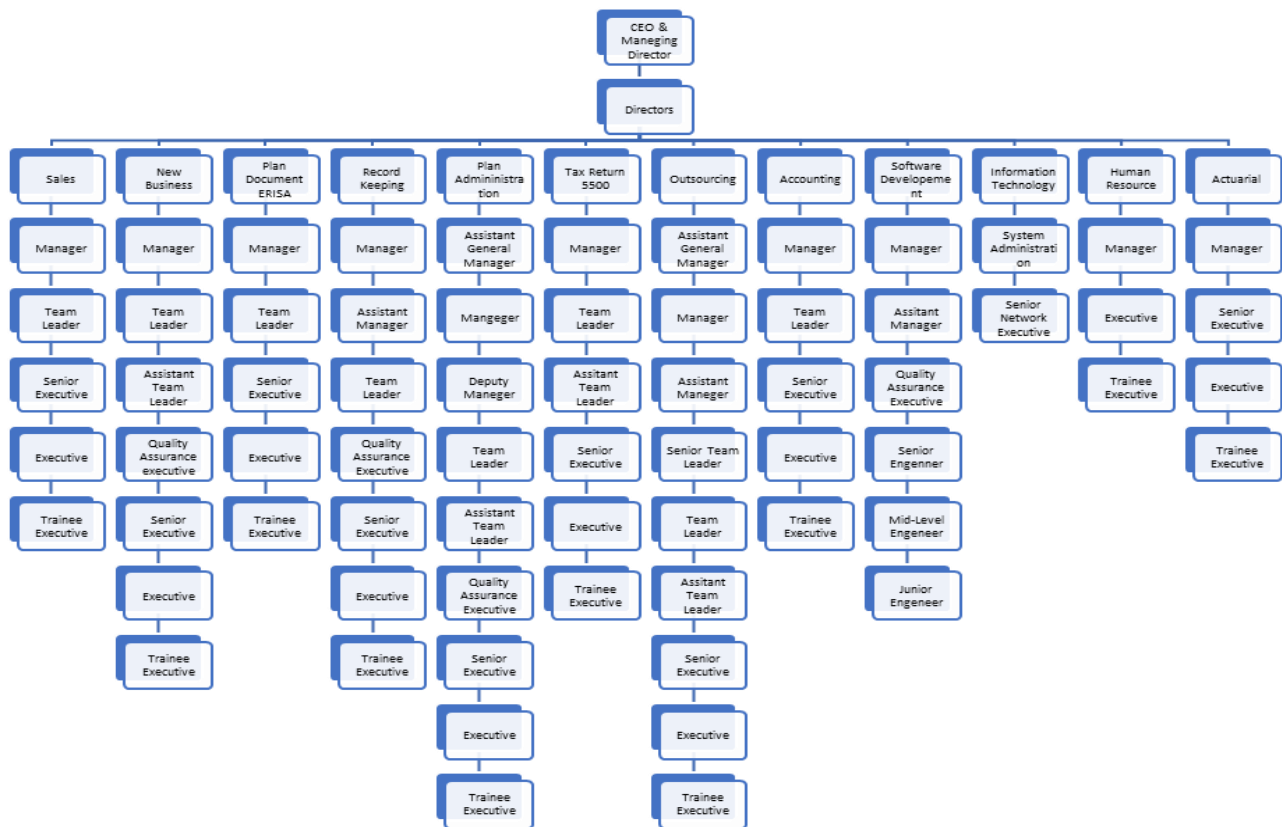 CEO &
Maneging
Director
Directors
Sales
New
Business
Plan
Document
ERISA
Record
Keeping
Plan
Admininistra
tion
Tax Return
5500
Outsourcing
Accounting
Software
Developeme
nt
Information
Technology
Human
Resource
Actuarial
Manager
Manager
Manager
Manager
Assistant
General
Manager
Manager
Assistant
General
Manager
Manager
Manager
System
Administrati
on
Manager
Manager
Team
Leader
Team
Leader
Team
Leader
Assistant
Manager
Mangeger
Team
Leader
Manager
Team
Leader
Assitant
Manager
Senior
Network
Executive
Executive
Senior
Executive
Senior
Executive
Assistant
Team
Leader
Senior
Executive
Team
Leader
Deputy
Maneger
Assitant
Team
Leader
Assistant
Manager
Senior
Executive
Quality
Assurance
Executive
Trainee
Executive
Executive
Executive
Quality
Assurance
executive
Executive
Quality
Assurance
Executive
Team
Leader
Senior
Executive
Senior Team
Leader
Executive
Senior
Engenner
Trainee
Executive
Trainee
Executive
Senior
Executive
Trainee
Executive
Senior
Executive
Assistant
Team
Leader
Executive
Team
Leader
Trainee
Executive
Mid-Level
Engeneer
Executive
Executive
Quality
Assurance
Executive
Trainee
Executive
Assitant
Team
Leader
Junior
Engeneer
Trainee
Executive
Trainee
Executive
Senior
Executive
Senior
Executive
Executive
Executive
Trainee
Executive
Trainee
Executive